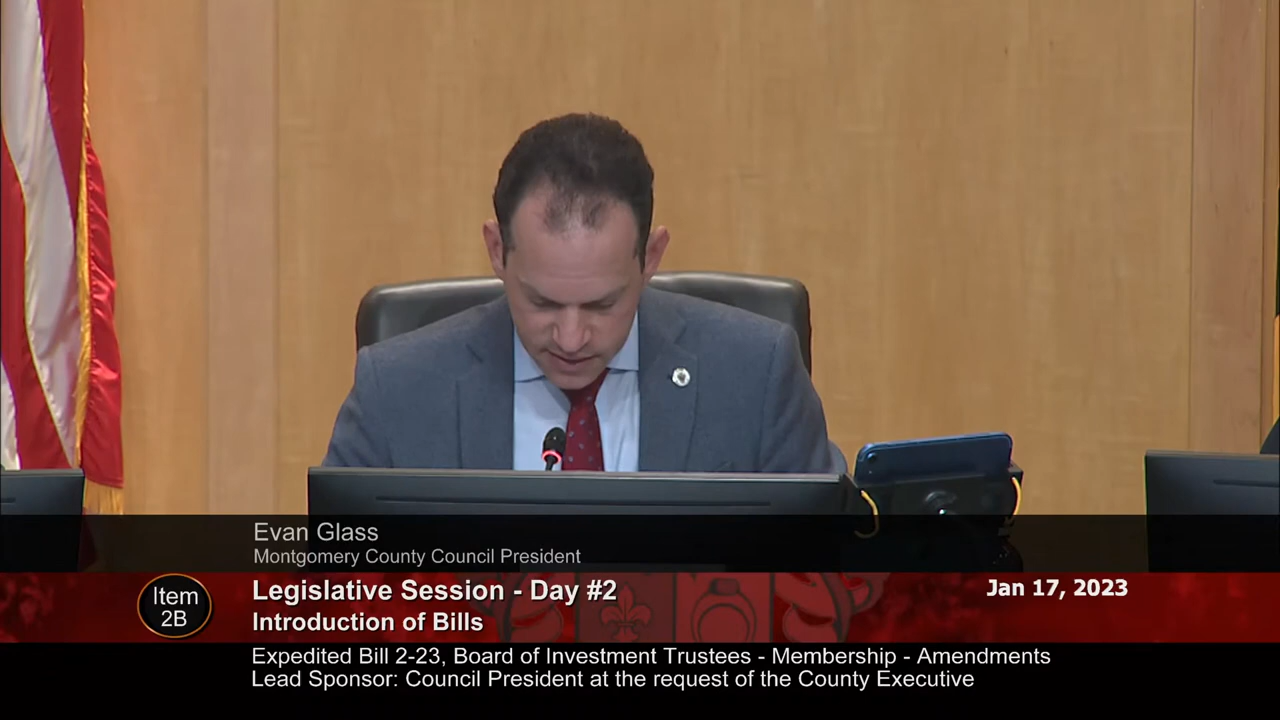 Evan Glass
Montgomery County Council President
Item
2B
Legislative Session - Day #2
Jan 17, 2023
Introduction of Bills
Expedited Bill 2-23, Board of Investment Trustees - Membership - Amendments
Lead Sponsor: Council President at the request of the County Executive